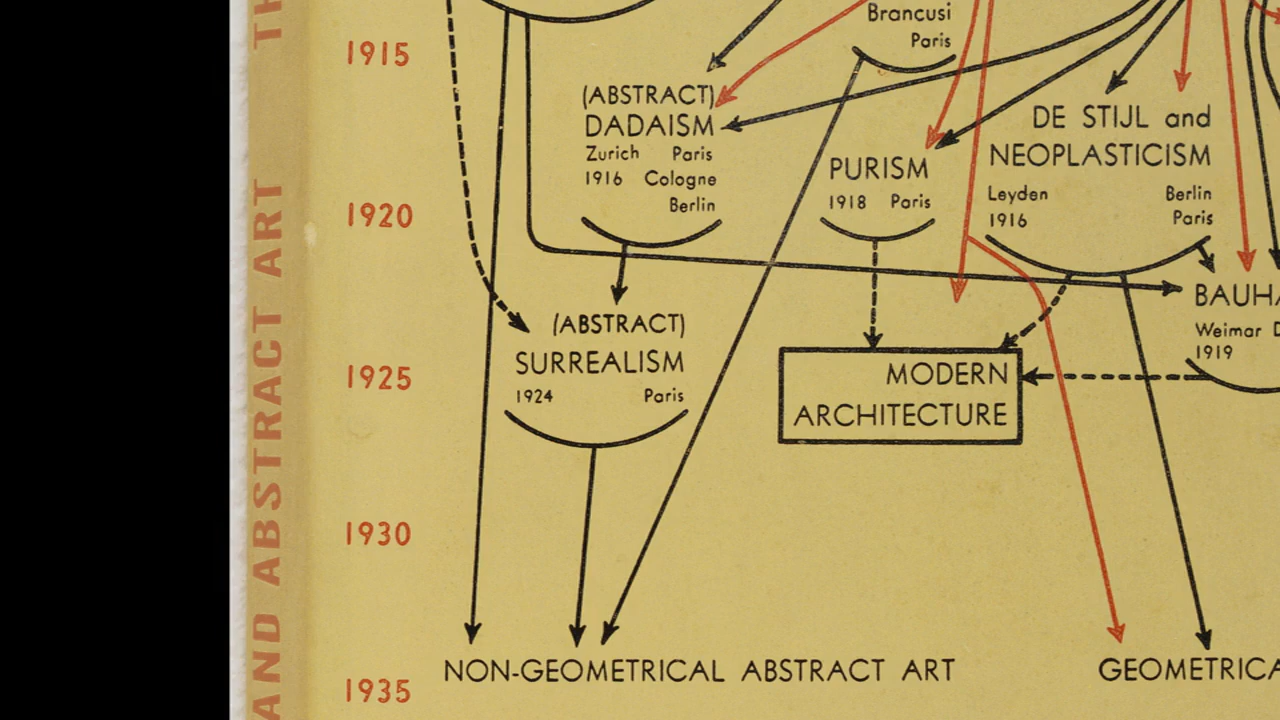 AND ABSTRACT ART
1915
1920
1925
1930
1935
Brancusi
Paris
(ABSTRACT)
DADAISM
Zurich Paris
1916 Cologne
Berlin
PURISM
1918 Paris
DE STIJL and
NEOPLASTICISM
Leyden Berlin
1916 Paris
(ABSTRACT)
SURREALISM
1924 Paris
MODERN
ARCHITECTURE
BAUHA
Weimar D
1919
NON-GEOMETRICAL ABSTRACT ART
GEOMETRICA